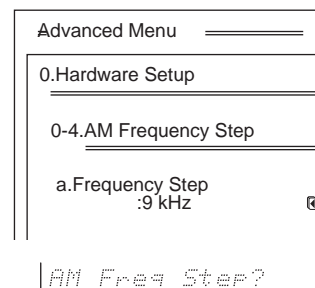 Advanced Menu
0.Hardware Setup
0-4.AM Frequency Step
a.Frequency Step
:9 kHz
AM Freq Step?